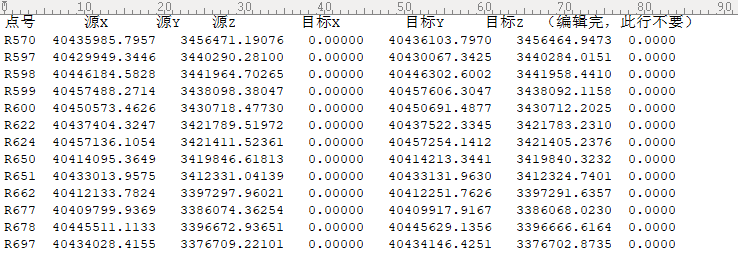 0 10 20 30 40 50 60 70 80 90
点号 源X 源Y 源Z 目标X 目标Y 目标Z （编辑完，此行不要）
R570 40435985.7957 3456471.19076 0.00000 40436103.7970 3456464.9473 0.0000
R597 40429949.3446 3440290.28100 0.00000 40430067.3425 3440284.0151 0.0000
R598 40446184.5828 3441964.70265 0.00000 40446302.6002 3441958.4410 0.0000
R599 40457488.2714 3438098.38047 0.00000 40457606.3047 3438092.1158 0.0000
R600 40450573.4626 3430718.47730 0.00000 40450691.4877 3430712.2025 0.0000
R622 40437404.3247 3421789.51972 0.00000 40437522.3345 3421783.2310 0.0000
R624 40457136.1054 3421411.52361 0.00000 40457254.1412 3421405.2376 0.0000
R650 40414095.3649 3419846.61813 0.00000 40414213.3441 3419840.3232 0.0000
R651 40433013.9575 3412331.04139 0.00000 40433131.9630 3412324.7401 0.0000
R662 40412133.7824 3397297.96021 0.00000 40412251.7626 3397291.6357 0.0000
R677 40409799.9369 3386074.36254 0.00000 40409917.9167 3386068.0230 0.0000
R678 40445511.1133 3396672.93651 0.00000 40445629.1356 3396666.6164 0.0000
R697 40434028.4155 3376709.22101 0.00000 40434146.4251 3376702.8735 0.0000